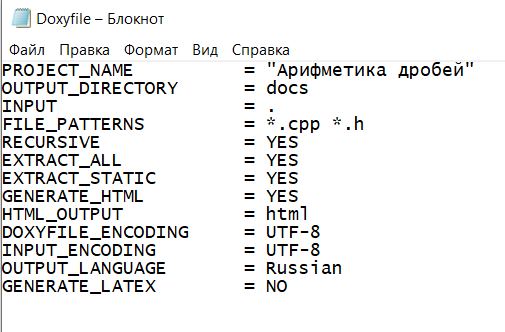 Doxyfile – Блокнот
Файл Правка Формат Вид Справка
PROJECT_NAME = "Арифметика дробей"
OUTPUT_DIRECTORY = docs
INPUT = .
FILE_PATTERNS = *.cpp *.h
RECURSIVE = YES
EXTRACT_ALL = YES
EXTRACT_STATIC = YES
GENERATE_HTML = YES
HTML_OUTPUT = html
DOXYFILE_ENCODING = UTF-8
INPUT_ENCODING = UTF-8
OUTPUT_LANGUAGE = Russian
GENERATE_LATEX = NO